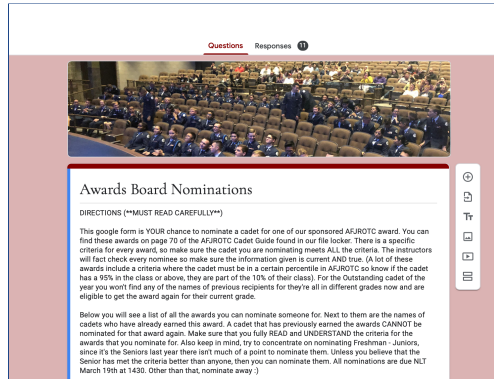 Questions Responses 11
Awards Board Nominations
DIRECTIONS (**MUST READ CAREFULLY**)
This google form is YOUR chance to nominate a cadet for one of our sponsored AFJROTC award. You can
find these awards on page 70 of the AFJROTC Cadet Guide found in our file locker. There is a specific
criteria for every award, so make sure the cadet you are nominating meets ALL the criteria. The instructors
will fact check every nominee so make sure the information given is current AND true. (A lot of these
awards include a criteria where the cadet must be in a certain percentile in AFJROTC so know if the cadet
has a 95% in the class or above, they are part of the 10% of their class). For the Outstanding cadet of the
year you won't find any of the names of previous recipients for they're all in different grades now and are
eligible to get the award again for their current grade.
Below you will see a list of all the awards you can nominate someone for. Next to them are the names of
cadets who have already earned this award. A cadet that has previously earned the awards CANNOT be
nominated for that award again. Make sure that you fully READ and UNDERSTAND the criteria for the
awards that you nominate for. Also keep in mind, try to concentrate on nominating Freshman - Juniors,
since it's the Seniors last year there isn't much of a point to nominate them. Unless you believe that the
Senior has met the criteria better than anyone, then you can nominate them. All nominations are due NLT
March 19th at 1430. Other than that, nominate away :)
Tт